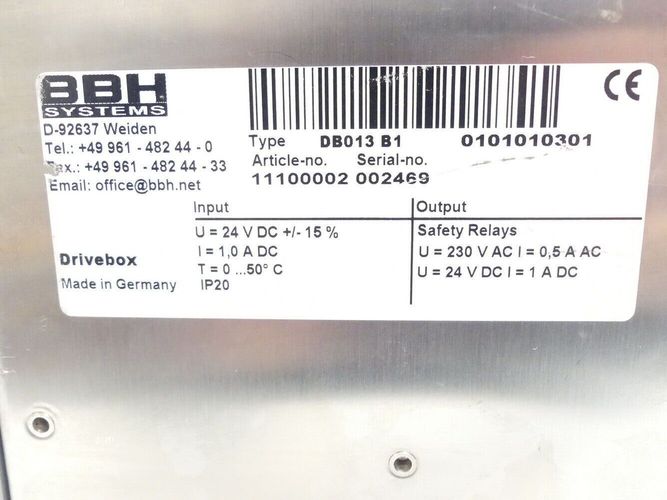 BBH
SYSTEMS
D-92637 Weiden
Tel.: +49 961 - 482 44 - 0
Fax.: +49 961 - 482 44 - 33
Email: office@bbh.net
Type DB013 B1 0101010301
Article-no. Serial-no.
11100002 002469
Drivebox
Made in Germany
Input
U = 24 V DC +/- 15 %
I = 1,0 A DC
T = 0 ...50° C
IP20
Output
Safety Relays
U = 230 V AC I = 0,5 A AC
U = 24 V DC I = 1 A DC
CE